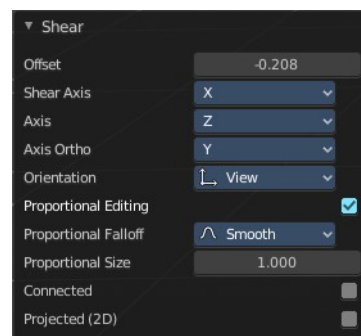 Shear
Offset -0.208
Shear Axis X
Axis Z
Axis Ortho Y
Orientation View
Proportional Editing
Proportional Falloff Smooth
Proportional Size 1.000
Connected
Projected (2D)